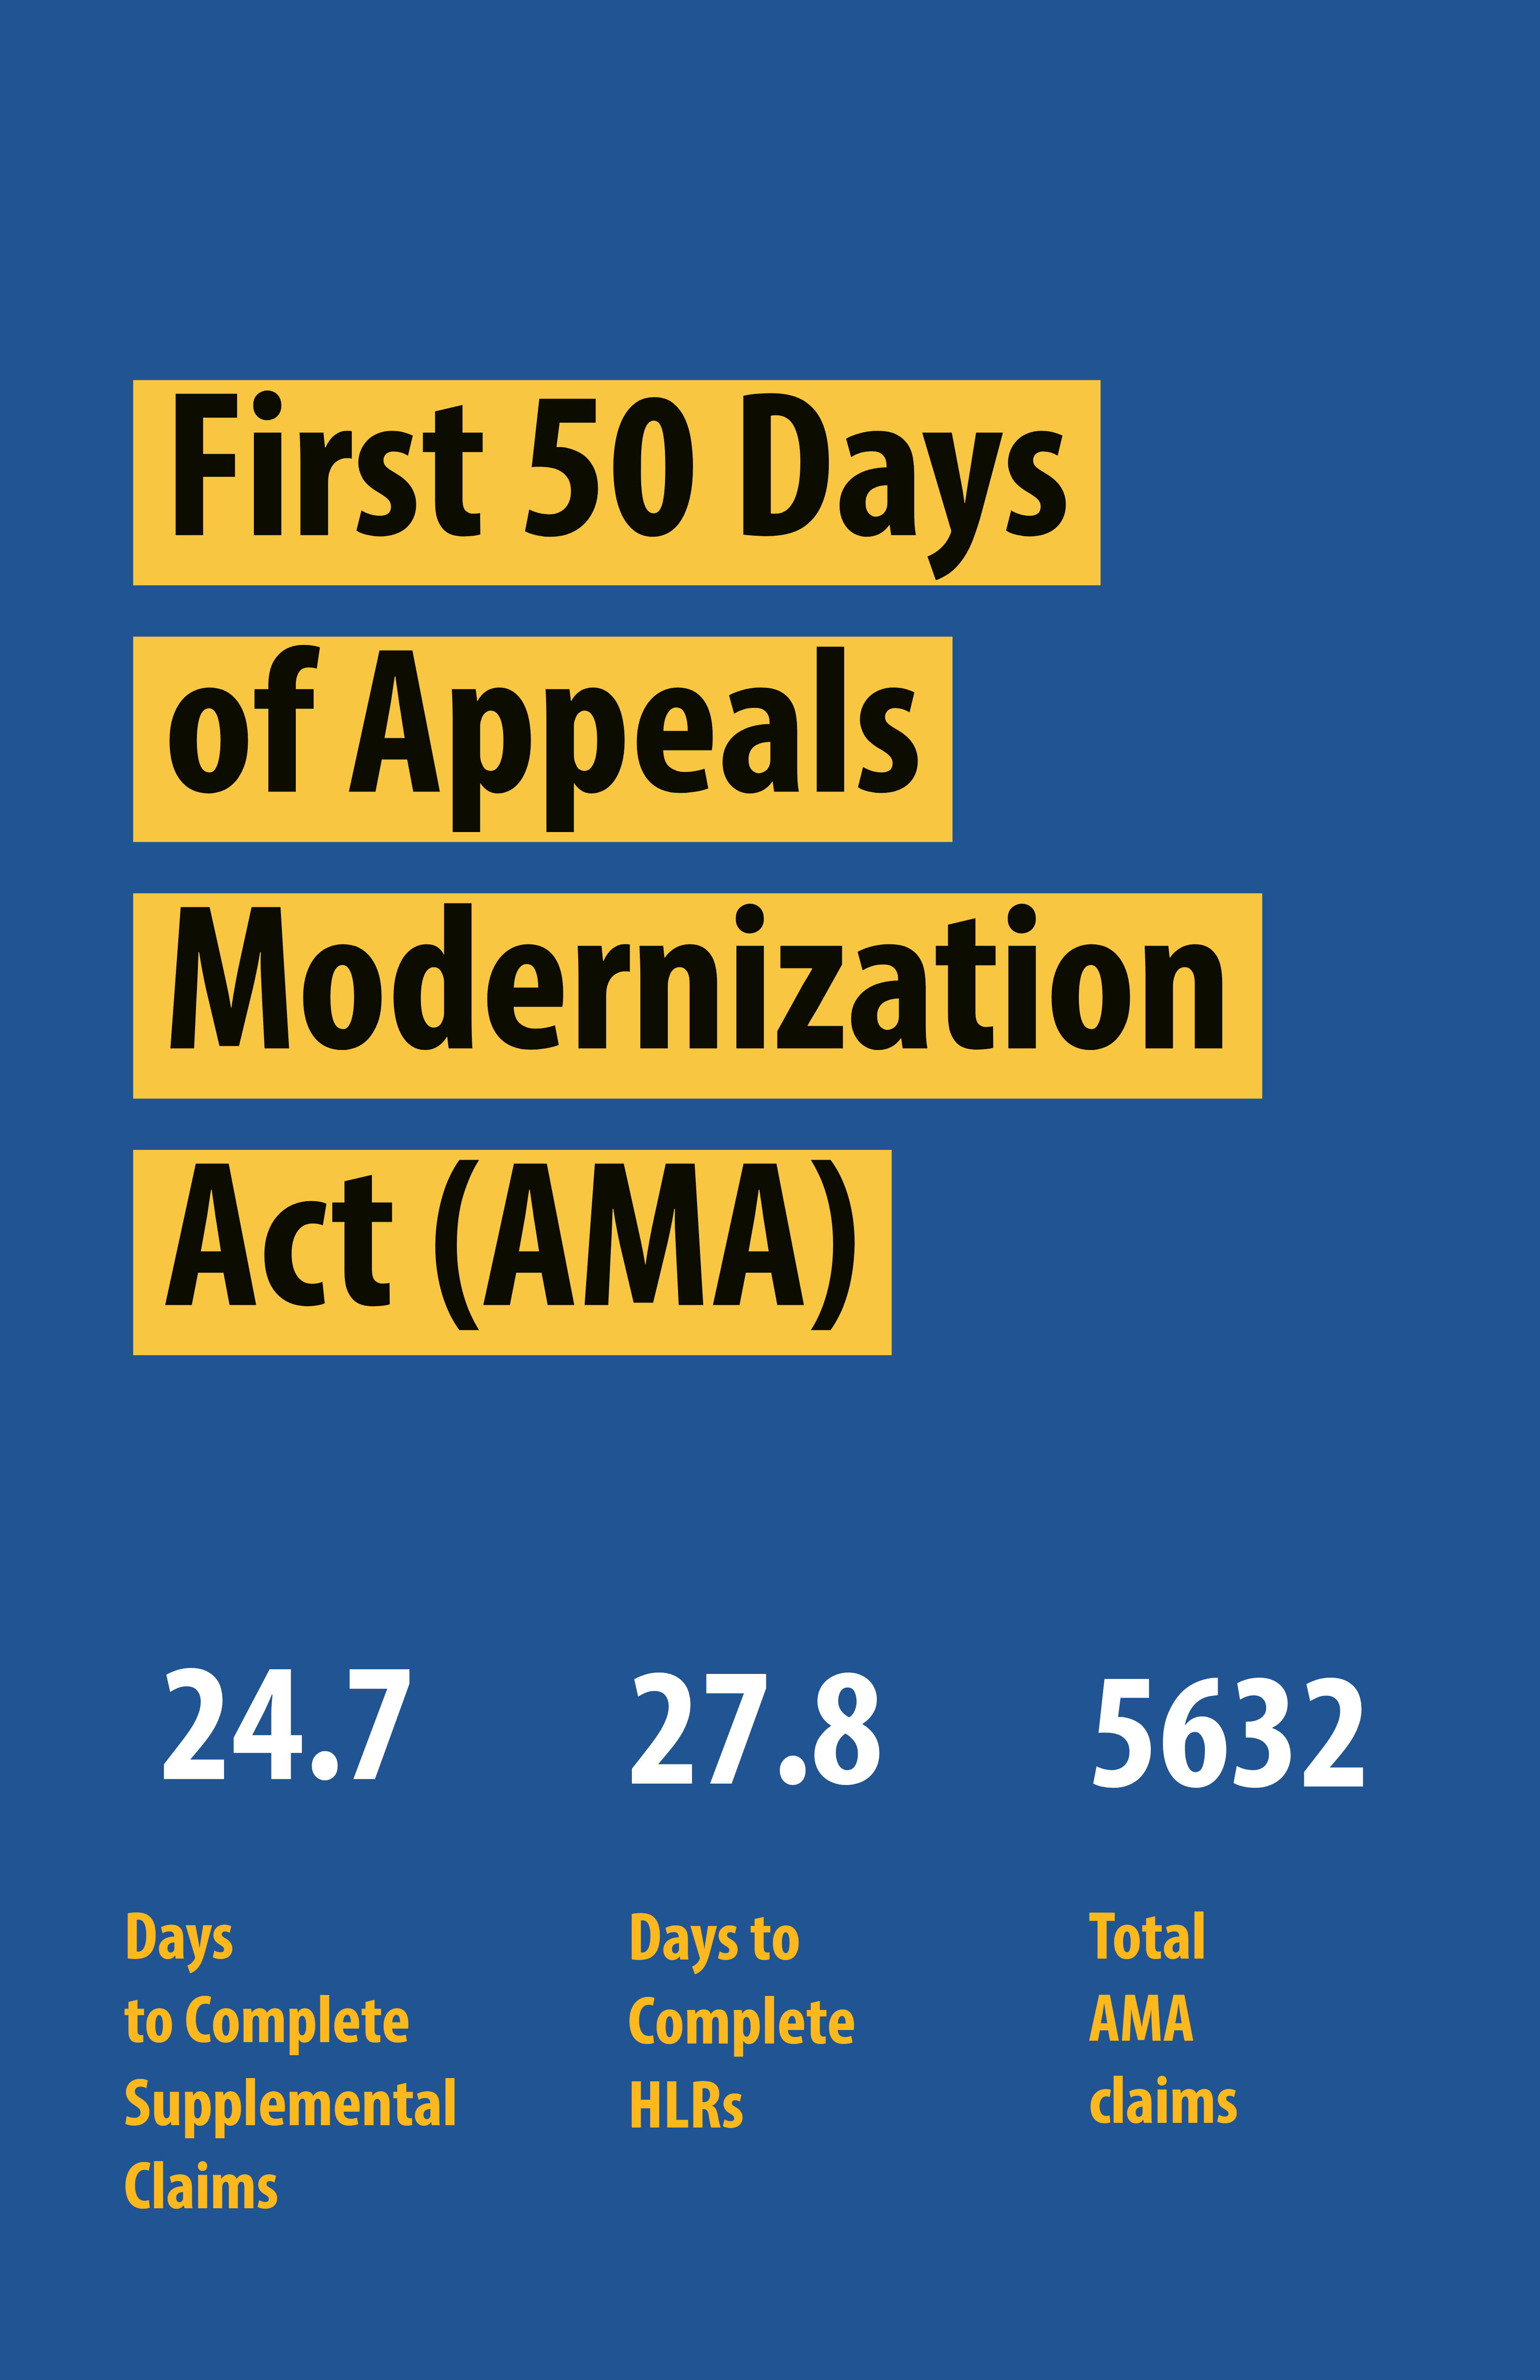 First 50 Days
of Appeals
Modernization
Act (AMA)
24.7
Days
to Complete
Supplemental
Claims
27.8
Days to
Complete
HLRs
5632
Total
AMA
claims